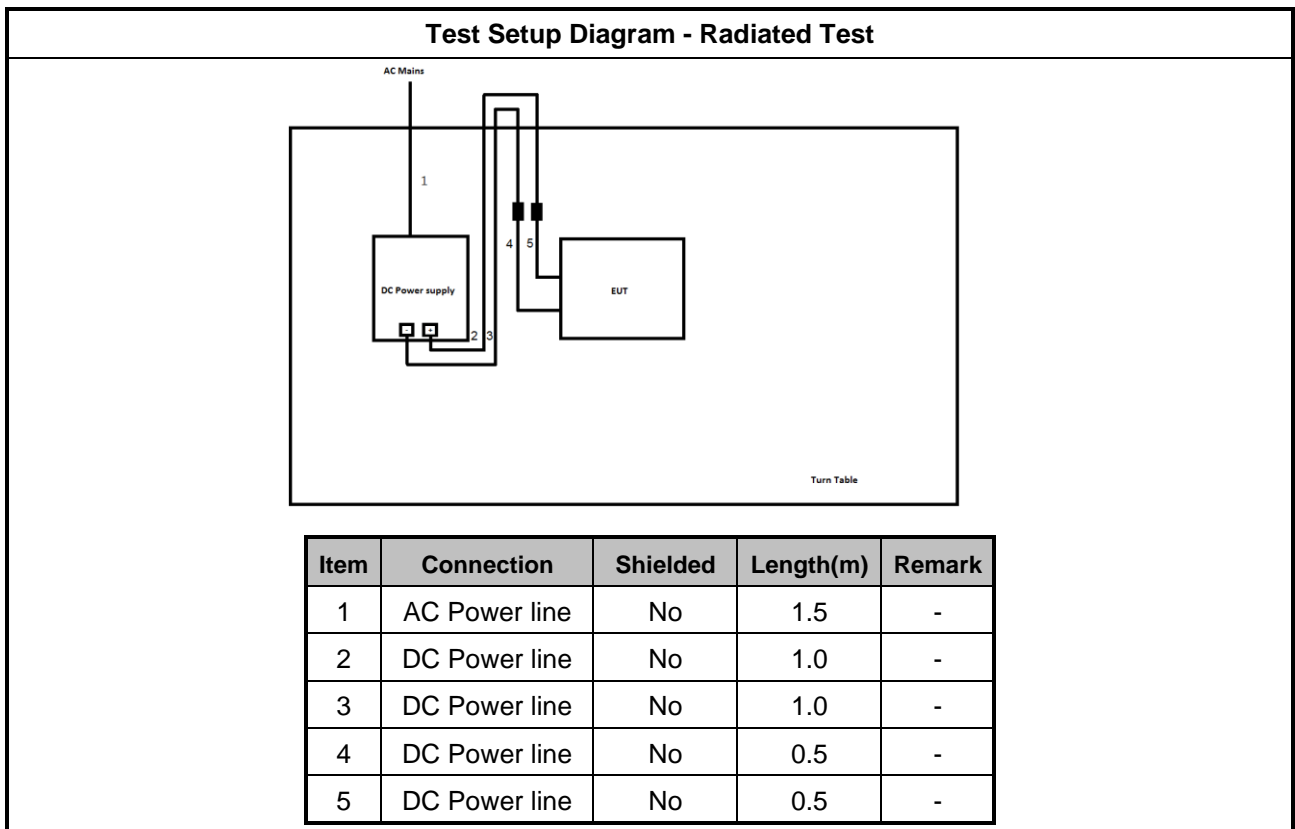 Test Setup Diagram - Radiated Test
AC Mains
1
4 5
DC Power supply
EUT
- +
2 3
Turn Table
Item Connection Shielded Length(m) Remark
1 AC Power line No 1.5 -
2 DC Power line No 1.0 -
3 DC Power line No 1.0 -
4 DC Power line No 0.5 -
5 DC Power line No 0.5 -